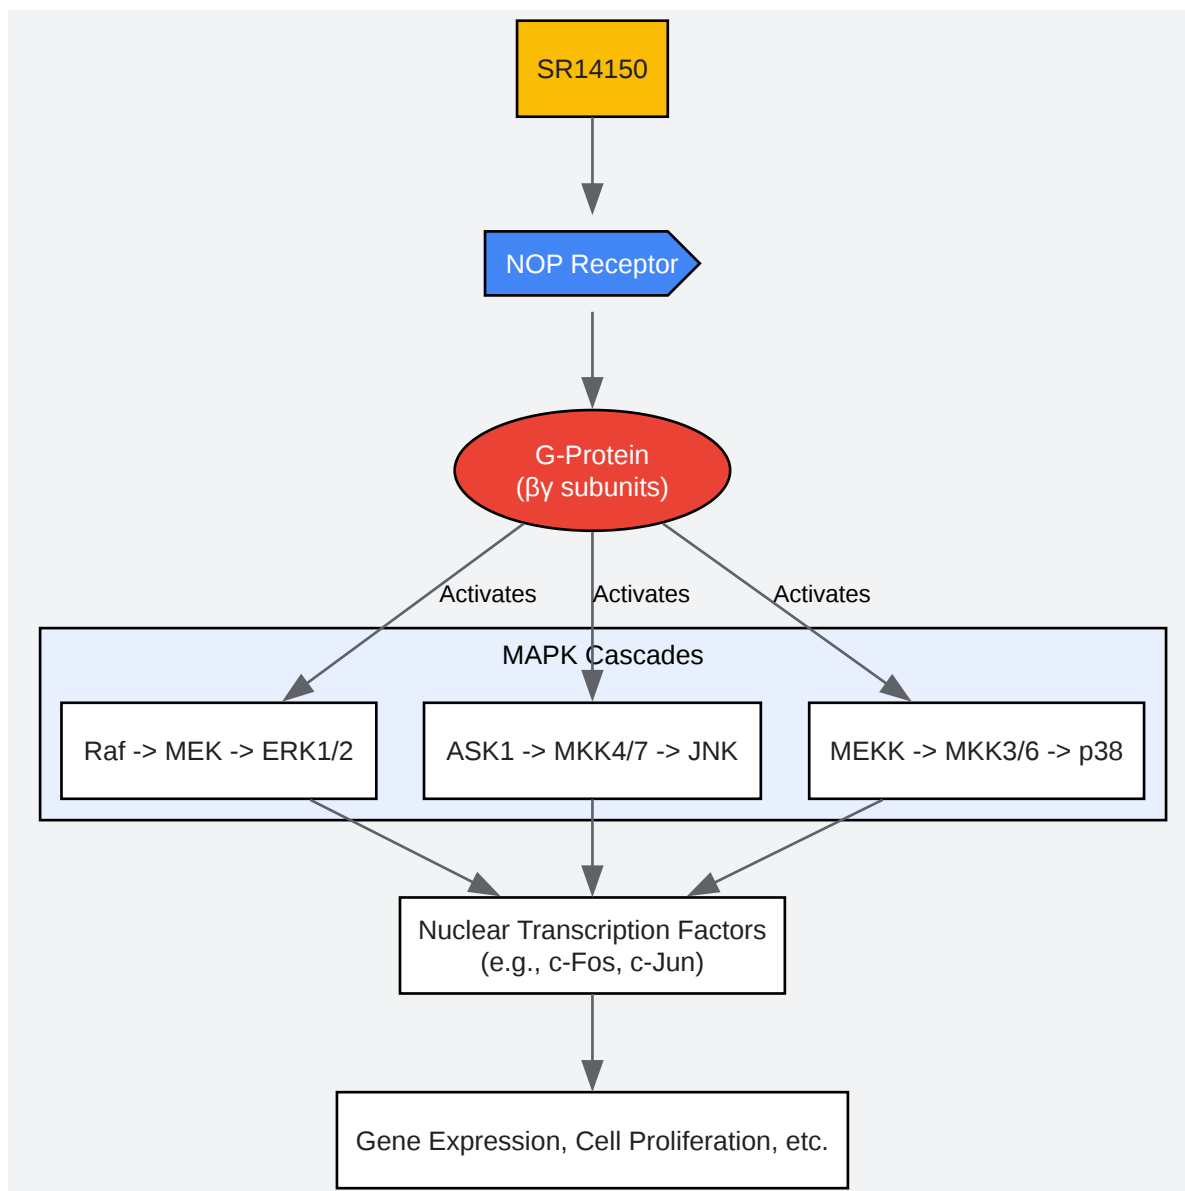 SR14150
NOP Receptor
G-Protein
(βγ subunits)
Activates
Activates
Activates
MAPK Cascades
Raf -> MEK -> ERK1/2
ASK1 -> MKK4/7 -> JNK
MEKK -> MKK3/6 -> p38
Nuclear Transcription Factors
(e.g., c-Fos, c-Jun)
Gene Expression, Cell Proliferation, etc.